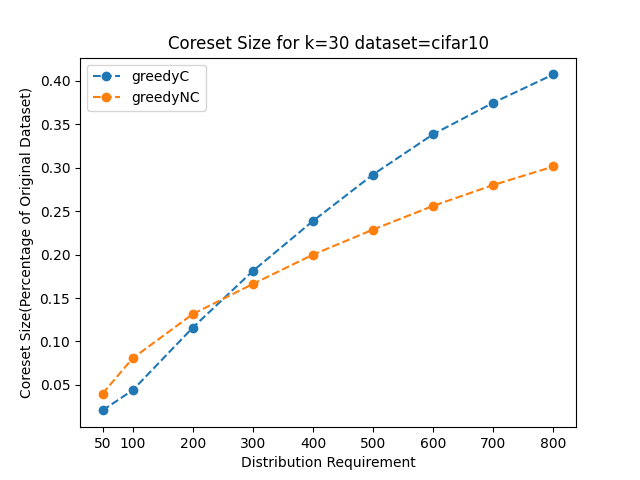 Coreset Size for k=30 dataset=cifar10
greedyC
greedyNC
Coreset Size(Percentage of Original Dataset)
0.40
0.35
0.30
0.25
0.20
0.15
0.10
0.05
50 100 200 300 400 500 600 700 800
Distribution Requirement